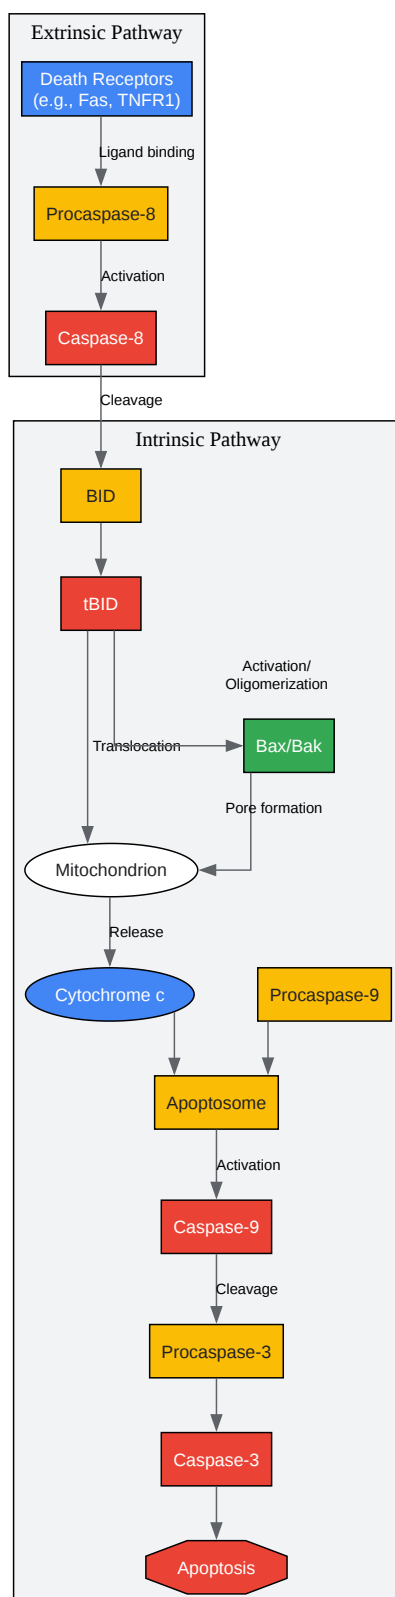 Extrinsic Pathway
Death Receptors
(e.g., Fas, TNFR1)
Ligand binding
Procaspase-8
Activation
Caspase-8
Cleavage
Intrinsic Pathway
BID
tBID
Activation/
Oligomerization
Translocation
Bax/Bak
Pore formation
Mitochondrion
Release
Cytochrome c
Procaspase-9
Apoptosome
Activation
Caspase-9
Cleavage
Procaspase-3
Caspase-3
Apoptosis